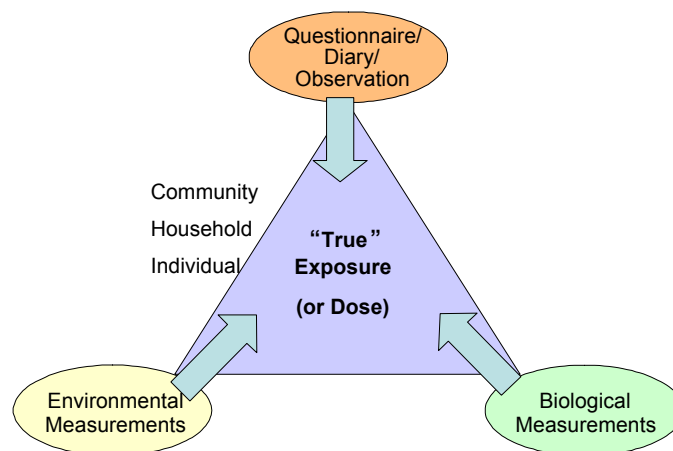 Questionnaire/
Diary/
Observation
Community
Household
Individual
“True”
Exposure
(or Dose)
Environmental
Measurements
Biological
Measurements